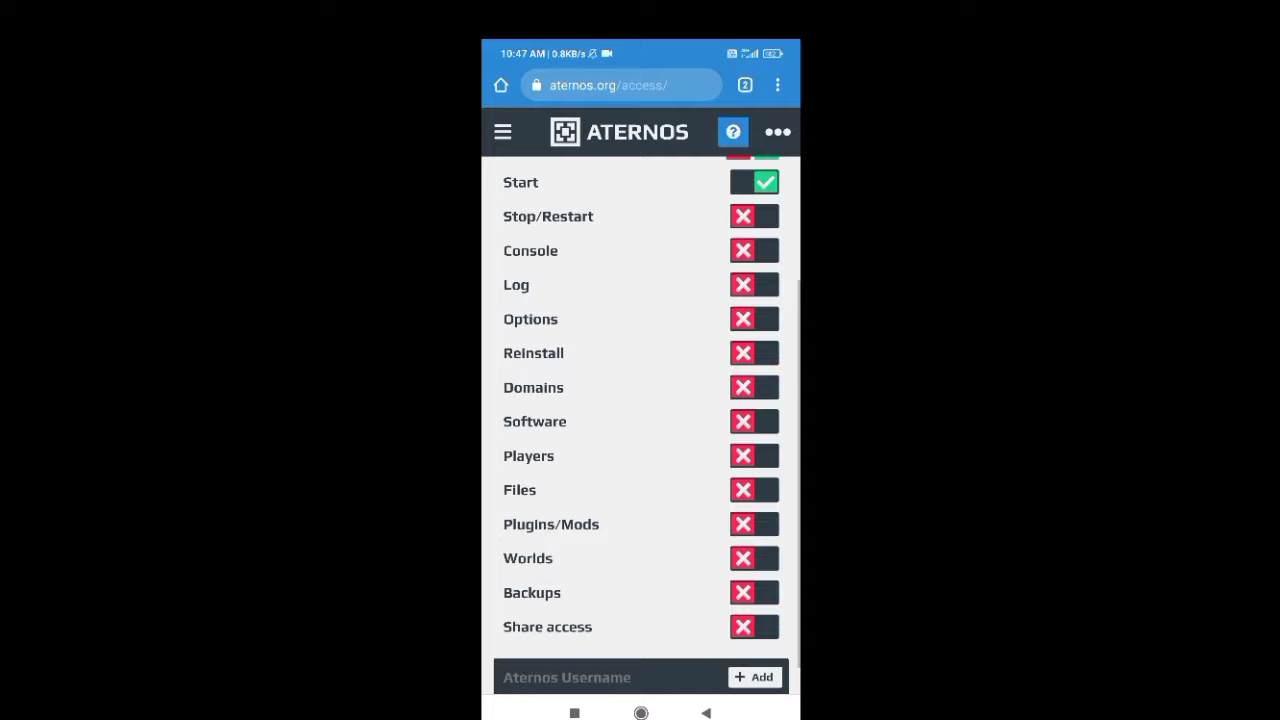 10:47 AM | 0.8KB/s
aternos.org/access/
2
ATERNOS
?
Start
Stop/Restart
Console
Log
Options
Reinstall
Domains
Software
Players
Files
Plugins/Mods
Worlds
Backups
Share access
Aternos Username
+ Add